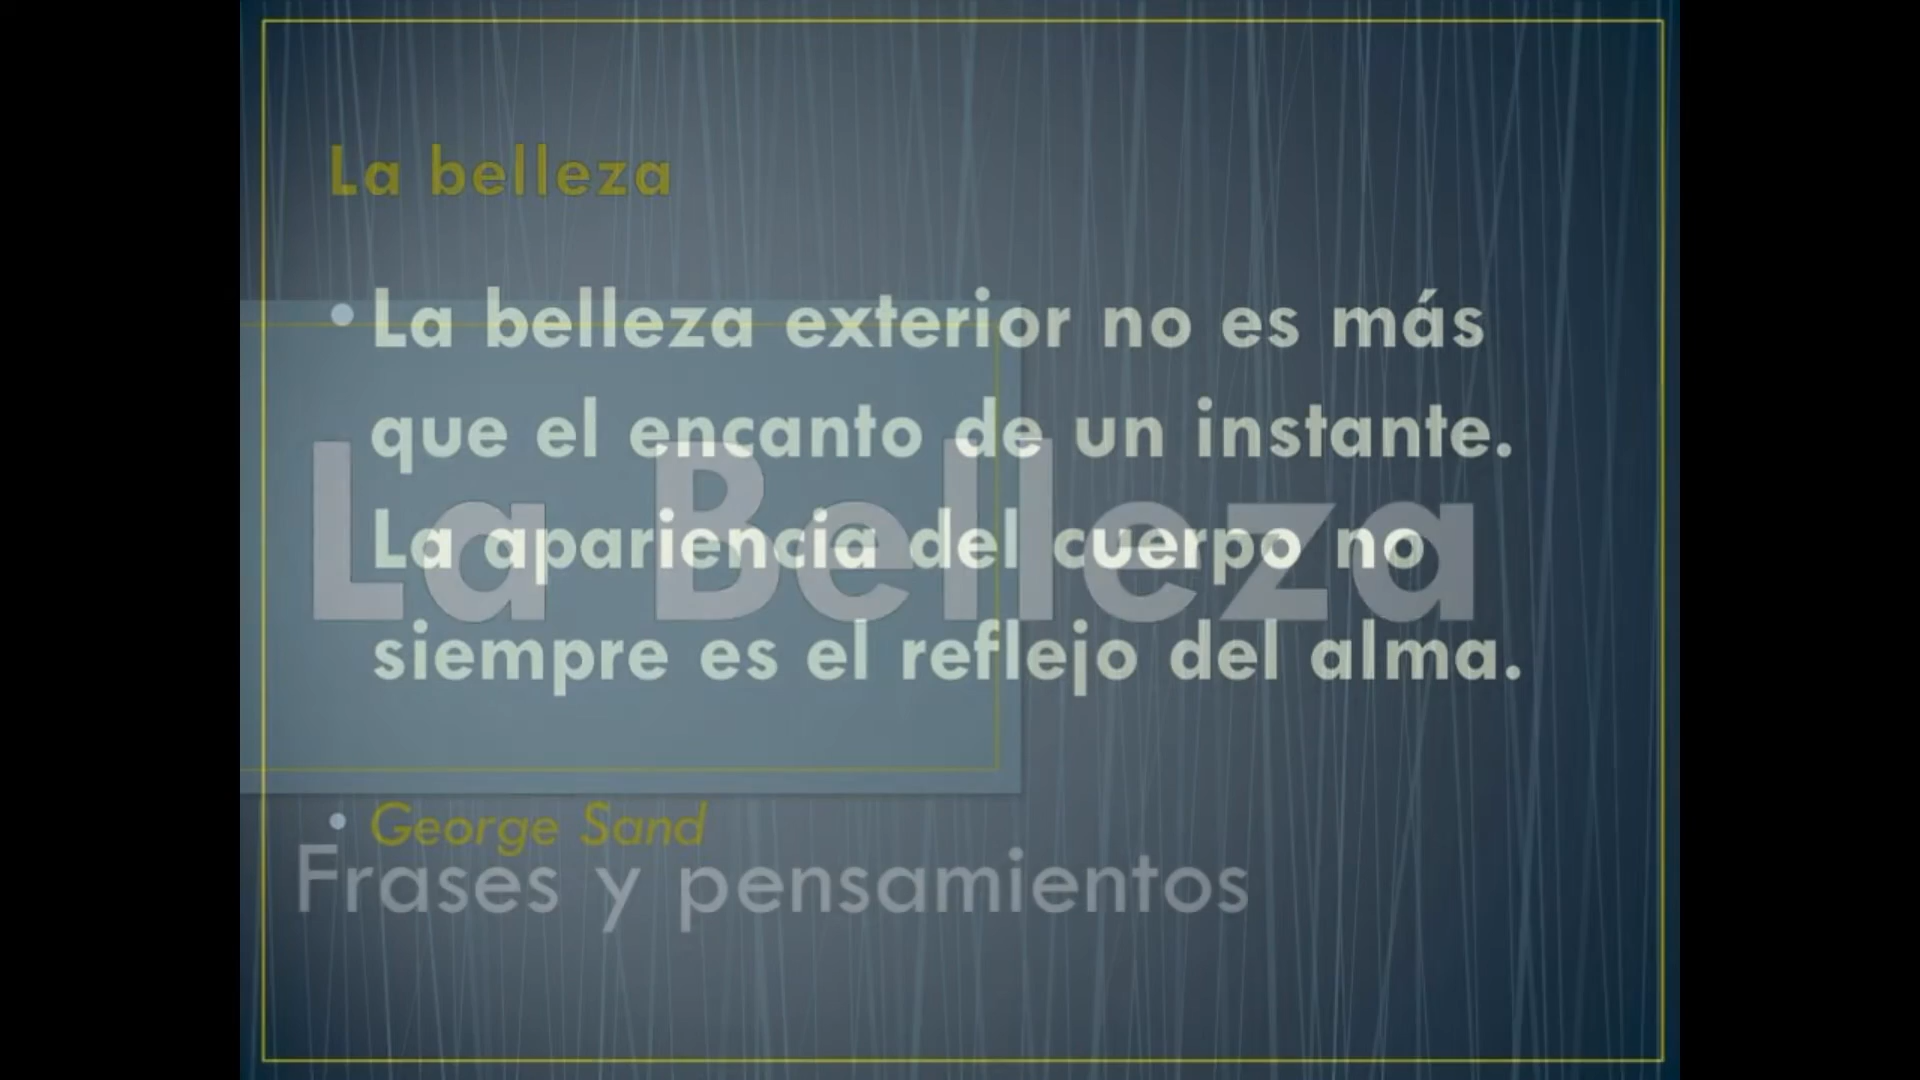 La belleza
• La belleza exterior no es más
que el encanto de un instante.
La Belleza
La apariencia del cuerpo no
siempre es el reflejo del alma.
• George Sand
Frases y pensamientos